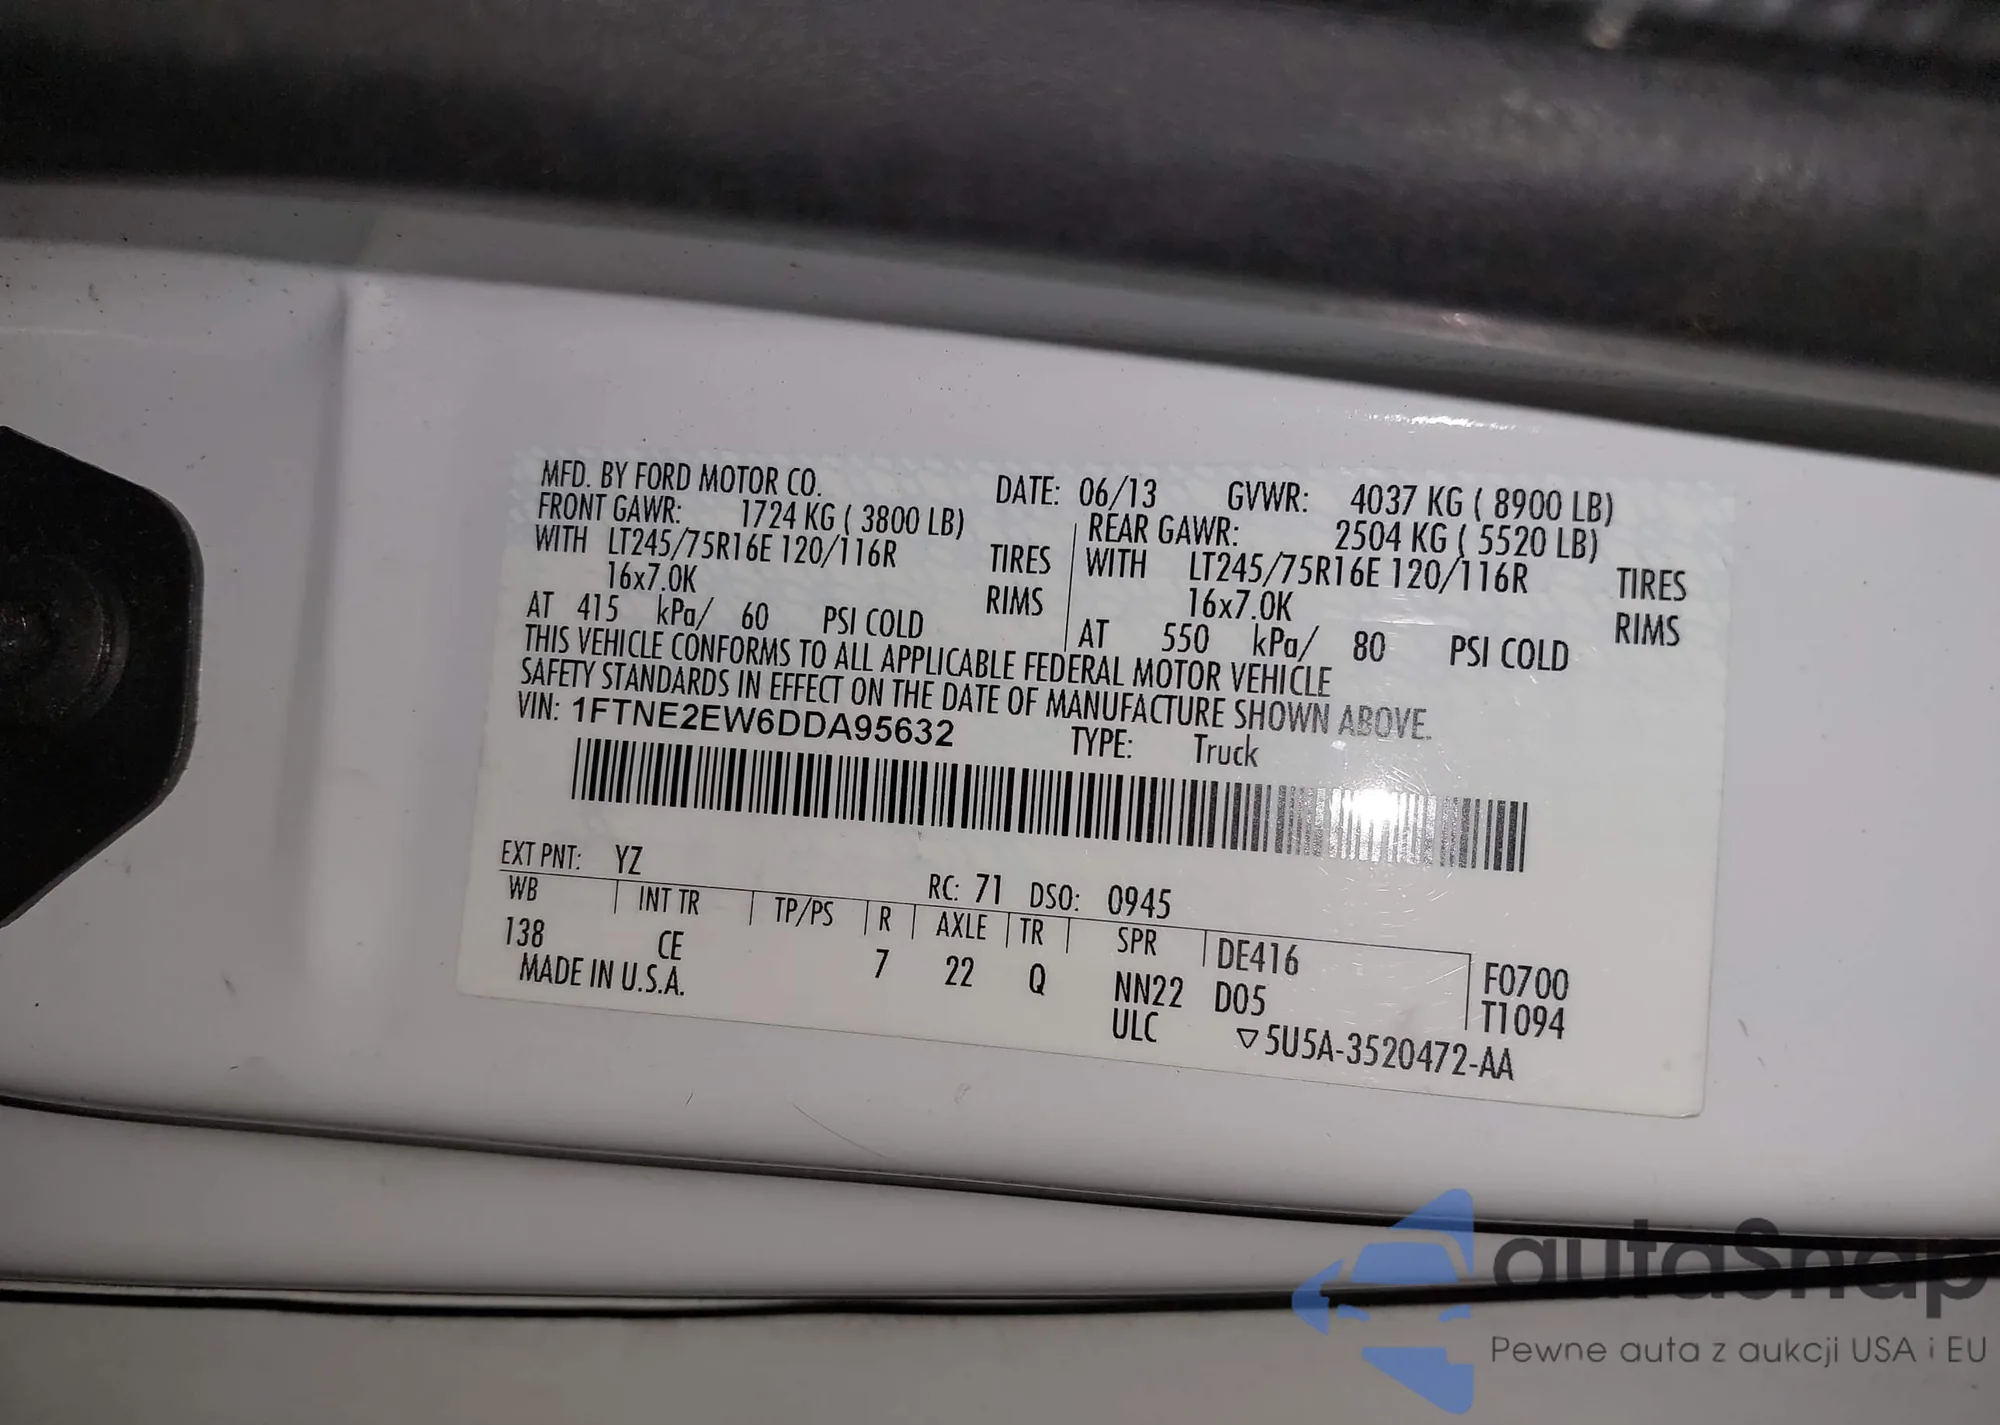 MFD. BY FORD MOTOR CO. DATE: 06/13 GVWR: 4037 KG ( 8900 LB)
FRONT GAWR: 1724 KG ( 3800 LB) REAR GAWR: 2504 KG ( 5520 LB)
WITH LT245/75R16E 120/116R TIRES WITH LT245/75R16E 120/116R TIRES
16x7.0K RIMS 16x7.0K RIMS
AT 415 kPa/ 60 PSI COLD AT 550 kPa/ 80 PSI COLD
THIS VEHICLE CONFORMS TO ALL APPLICABLE FEDERAL MOTOR VEHICLE
SAFETY STANDARDS IN EFFECT ON THE DATE OF MANUFACTURE SHOWN ABOVE.
VIN: 1FTNE2EW6DDA95632 TYPE: Truck
EXT PNT: YZ RC: 71 DSO: 0945
WB INT TR TP/PS R AXLE TR SPR DE416
138 CE 7 22 Q NN22 D05 F0700
MADE IN U.S.A. ULC T1094
▽5U5A-3520472-AA
autoSnap
Pewne auta z aukcji USA i EU